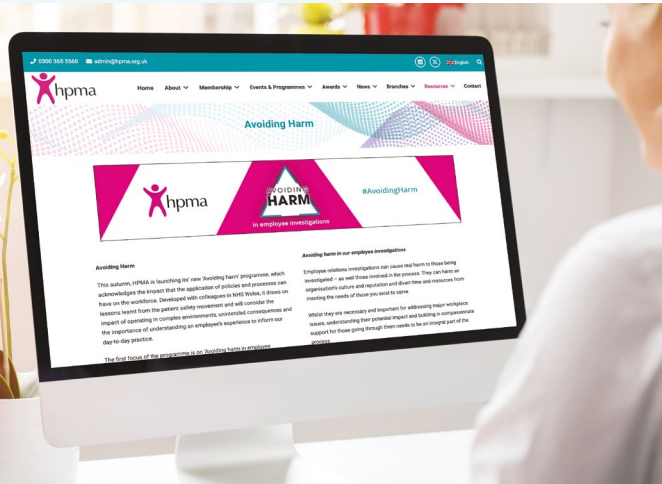 0300 365 5560 admin@hpma.org.uk English
hpma
Home About Membership Events & Programmes Awards News Branches Resources Contact
Avoiding Harm
hpma
AVOIDING
HARM
in employee investigations
#AvoidingHarm
Avoiding Harm
This autumn, HPMA is launching its' new 'Avoiding harm' programme, which
acknowledges the impact that the application of policies and processes can
have on the workforce. Developed with colleagues in NHS Wales, it draws on
lessons learnt from the patient safety movement and will consider the
impact of operating in complex environments, unintended consequences and
the importance of understanding an employee's experience to inform our
day-to-day practice.
The first focus of the programme is on 'Avoiding harm in employee
Avoiding harm in our employee investigations
Employee relations investigations can cause real harm to those being
investigated – as well those involved in the process. They can harm an
organisation's culture and reputation and divert time and resources from
meeting the needs of those you exist to serve.
Whilst they are necessary and important for addressing major workplace
issues, understanding their potential impact and building in compassionate
support for those going through them needs to be an integral part of the
process.